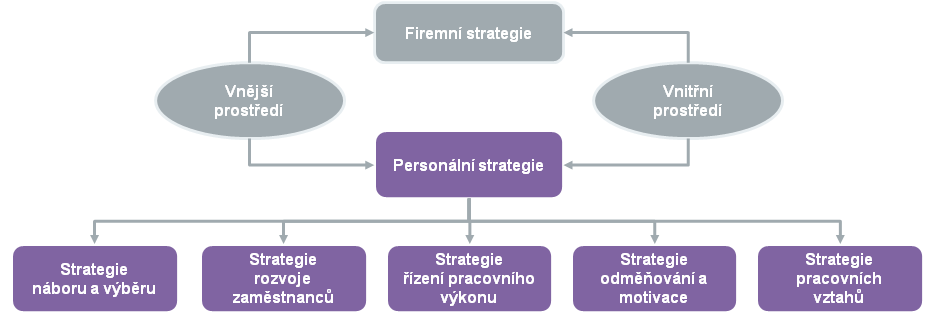 Firemní strategie
Vnější
prostředí
Vnitřní
prostředí
Personální strategie
Strategie
náboru a výběru
Strategie
rozvoje
zaměstnanců
Strategie
řízení pracovního
výkonu
Strategie
odměňování a
motivace
Strategie
pracovních
vztahů